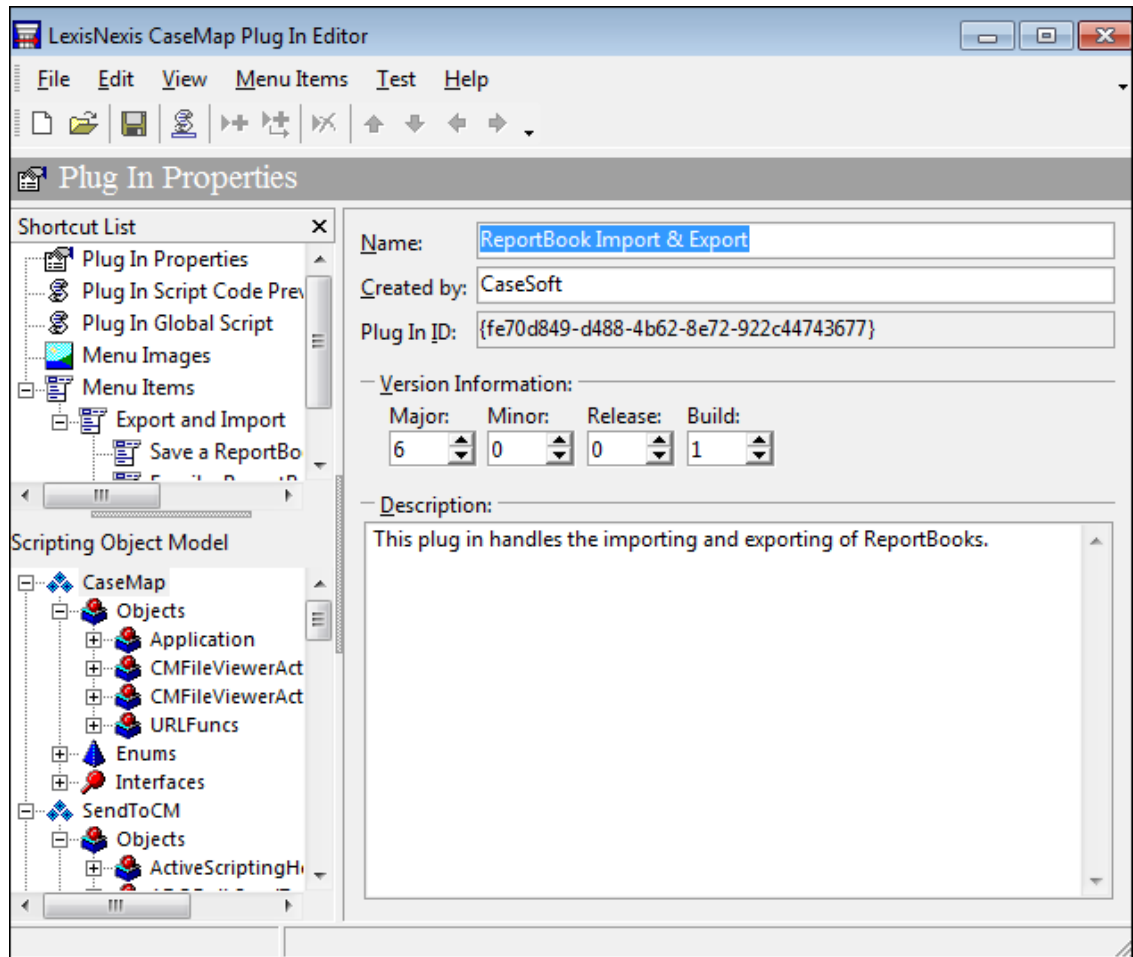 LexisNexis CaseMap Plug In Editor
File Edit View Menu Items Test Help
Plug In Properties
Shortcut List
Plug In Properties
Plug In Script Code Prev
Plug In Global Script
Menu Images
Menu Items
Export and Import
Save a ReportBo
Scripting Object Model
CaseMap
Objects
Application
CMFileViewerAct
CMFileViewerAct
URLFuncs
Enums
Interfaces
SendToCM
Objects
ActiveScriptingH
Name: ReportBook Import & Export
Created by: CaseSoft
Plug In ID: {fe70d849-d488-4b62-8e72-922c44743677}
Version Information:
Major: Minor: Release: Build:
6 0 0 1
Description:
This plug in handles the importing and exporting of ReportBooks.